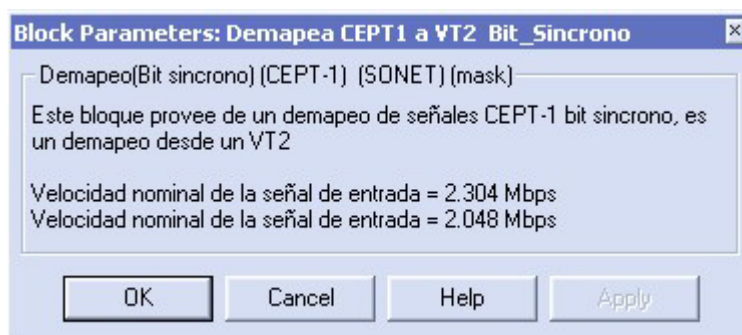 Block Parameters: Demapea CEPT1 a VT2 Bit_Sincrono
Demapeo(Bit sincrono) (CEPT-1) (SONET) (mask)
Este bloque provee de un demapeo de señales CEPT-1 bit sincrono, es
un demapeo desde un VT2
Velocidad nominal de la señal de entrada = 2.304 Mbps
Velocidad nominal de la señal de entrada = 2.048 Mbps
OK Cancel Help Apply